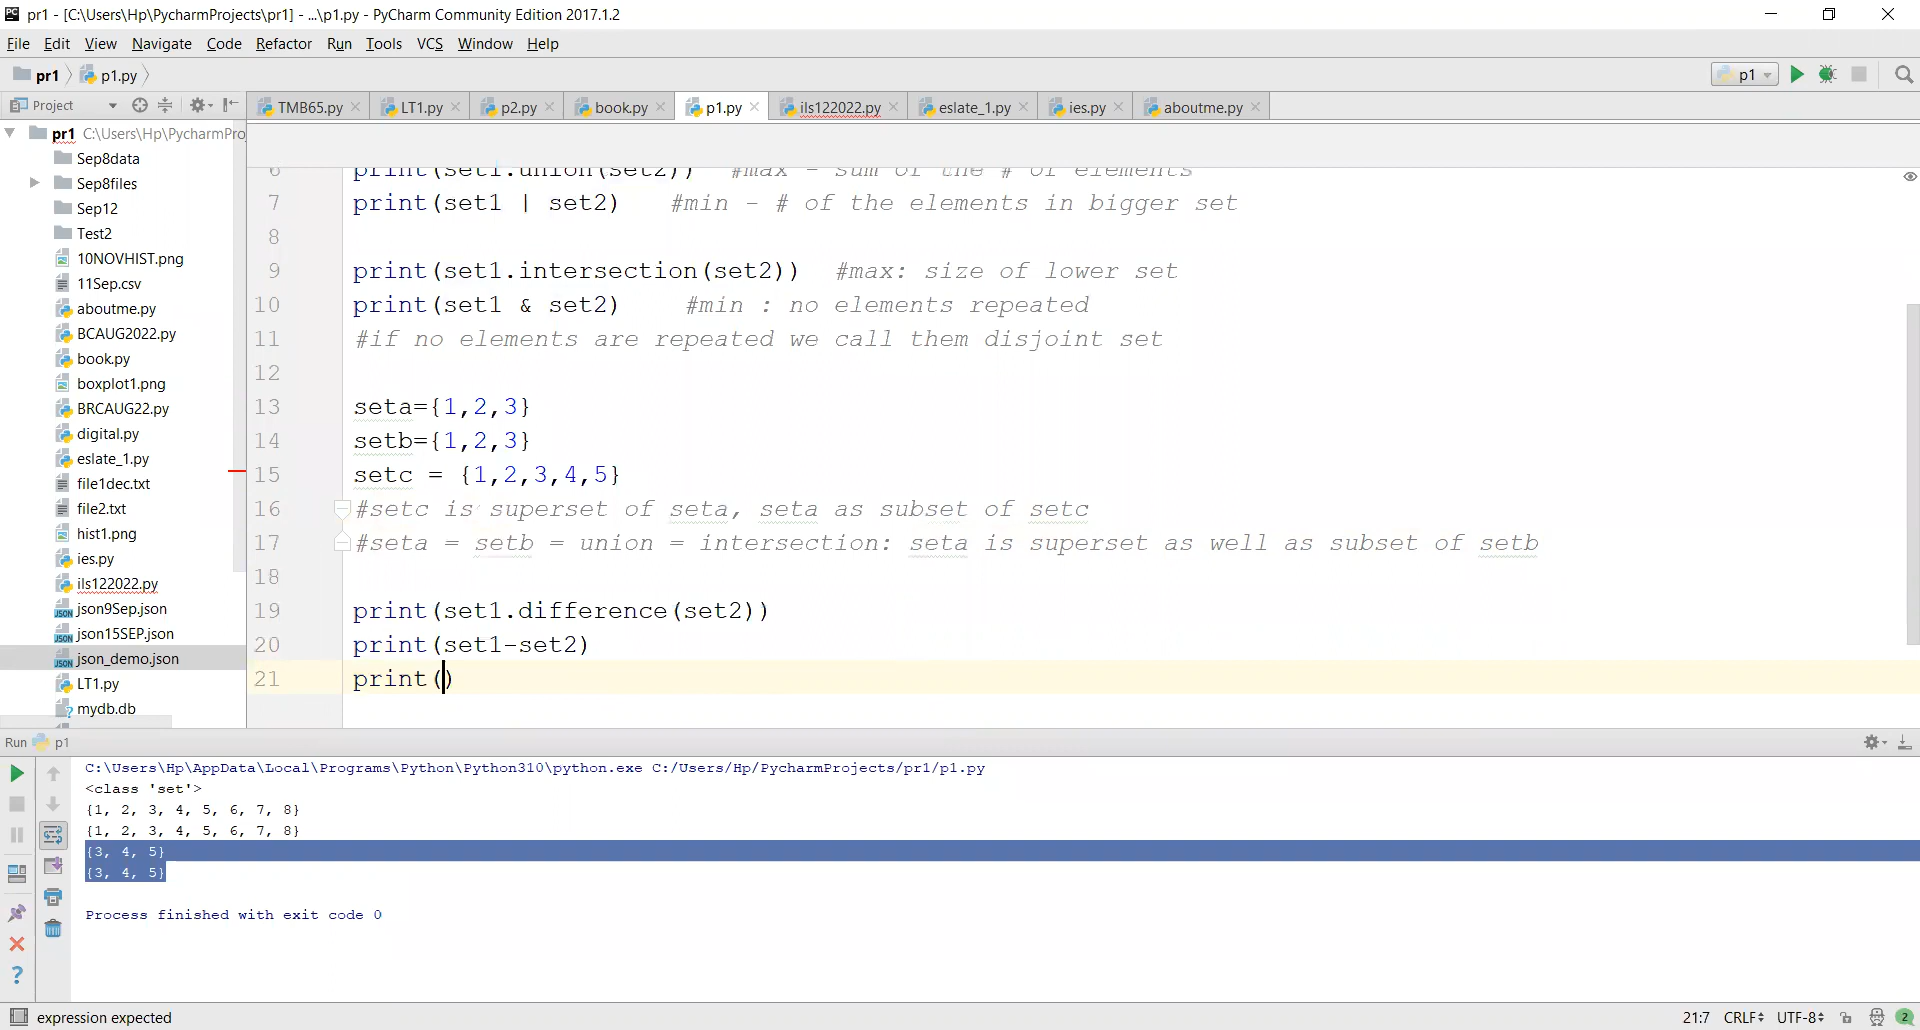 pr1 - [C:\Users\Hp\PycharmProjects\pr1] - ...\p1.py - PyCharm Community Edition 2017.1.2
File Edit View Navigate Code Refactor Run Tools VCS Window Help
pr1 p1.py p1
Project TMB65.py LT1.py p2.py book.py p1.py ils122022.py eslate_1.py ies.py aboutme.py
pr1 C:\Users\Hp\PycharmPro
Sep8data
Sep8files
Sep12
Test2
10NOVHIST.png
11Sep.csv
aboutme.py
BCAUG2022.py
book.py
boxplot1.png
BRCAUG22.py
digital.py
eslate_1.py
file1dec.txt
file2.txt
hist1.png
ies.py
ils122022.py
json9Sep.json
json15SEP.json
json_demo.json
LT1.py
mydb.db
6 print(set1.union(set2)) #max - sum of the # of elements
7 print(set1 | set2) #min - # of the elements in bigger set
8
9 print(set1.intersection(set2)) #max: size of lower set
10 print(set1 & set2) #min : no elements repeated
11 #if no elements are repeated we call them disjoint set
12
13 seta={1,2,3}
14 setb={1,2,3}
15 setc = {1,2,3,4,5}
16 #setc is superset of seta, seta as subset of setc
17 #seta = setb = union = intersection: seta is superset as well as subset of setb
18
19 print(set1.difference(set2))
20 print(set1-set2)
21 print()
Run p1
C:\Users\Hp\AppData\Local\Programs\Python\Python310\python.exe C:/Users/Hp/PycharmProjects/pr1/p1.py
<class 'set'>
{1, 2, 3, 4, 5, 6, 7, 8}
{1, 2, 3, 4, 5, 6, 7, 8}
{3, 4, 5}
{3, 4, 5}
Process finished with exit code 0
expression expected 21:7 CRLF UTF-8 2